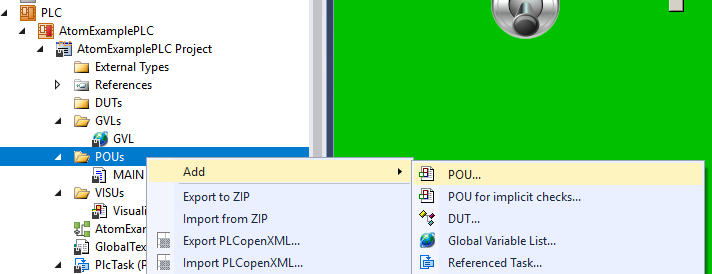 PLC
AtomExamplePLC
AtomExamplePLC Project
External Types
References
DUTs
GVLs
GVL
POUs
MAIN
VISUs
Visuali
AtomExar
GlobalTex
PlcTask (P
Add
Export to ZIP
Import from ZIP
Export PLCopenXML...
Import PLCopenXML...
POU...
POU for implicit checks...
DUT...
Global Variable List...
Referenced Task...